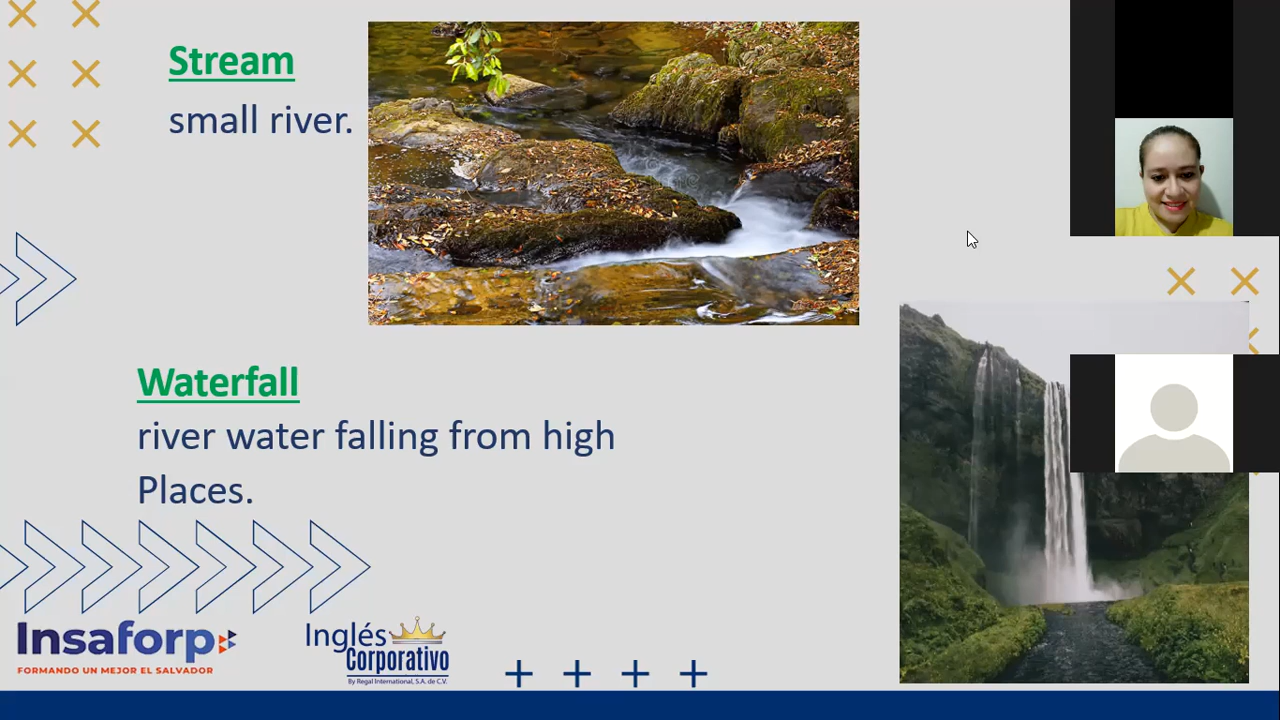 Stream
small river.
Waterfall
river water falling from high
Places.
Insaforp
FORMANDO UN MEJOR EL SALVADOR
Inglés
Corporativo
By Regal International, S.A. de C.V.